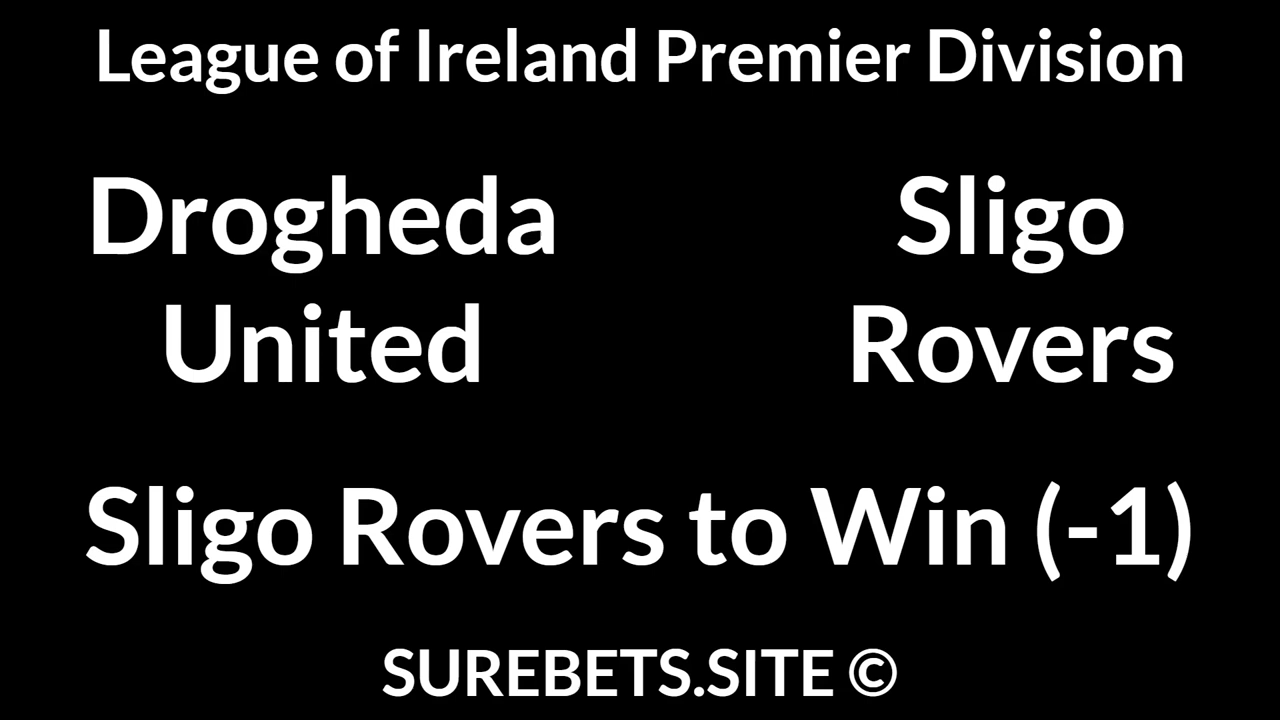 League of Ireland Premier Division
Drogheda
United
Sligo
Rovers
Sligo Rovers to Win (-1)
SUREBETS.SITE ©